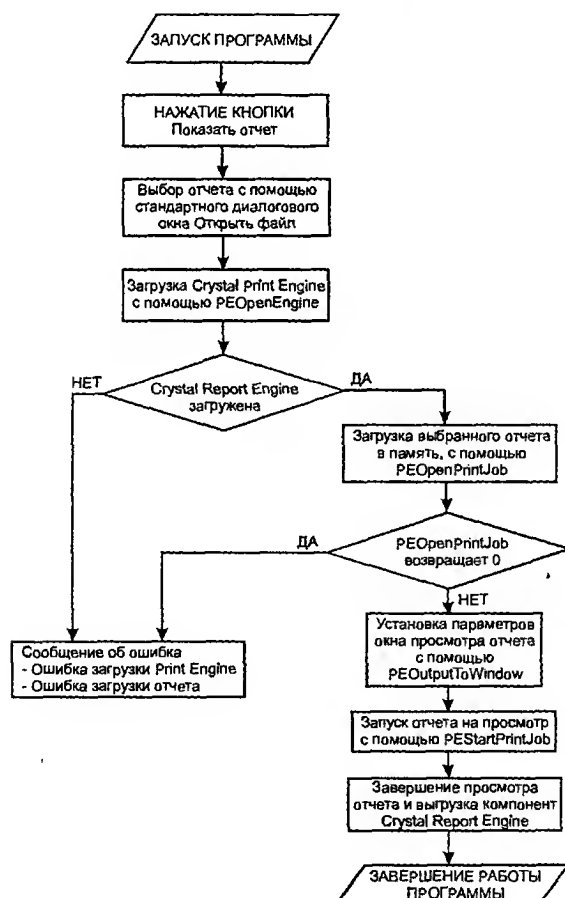 ЗАПУСК ПРОГРАММЫ
НАЖАТИЕ КНОПКИ
Показать отчет
Выбор отчета с помощью
стандартного диалогового
окна Открыть файл
Загрузка Crystal Print Engine
с помощью PEOpenEngine
НЕТ
Crystal Report Engine
загружена
ДА
Загрузка выбранного отчета
в память, с помощью
PEOpenPrintJob
ДА
PEOpenPrintJob
возвращает 0
НЕТ
Сообщение об ошибка
- Ошибка загрузки Print Engine
- Ошибка загрузки отчета
Установка параметров
окна просмотра отчета
с помощью
PEOutputToWindow
Запуск отчета на просмотр
с помощью PEStartPrintJob
Завершение просмотра
отчета и выгрузка компонент
Crystal Report Engine
ЗАВЕРШЕНИЕ РАБОТЫ
ПРОГРАММЫ